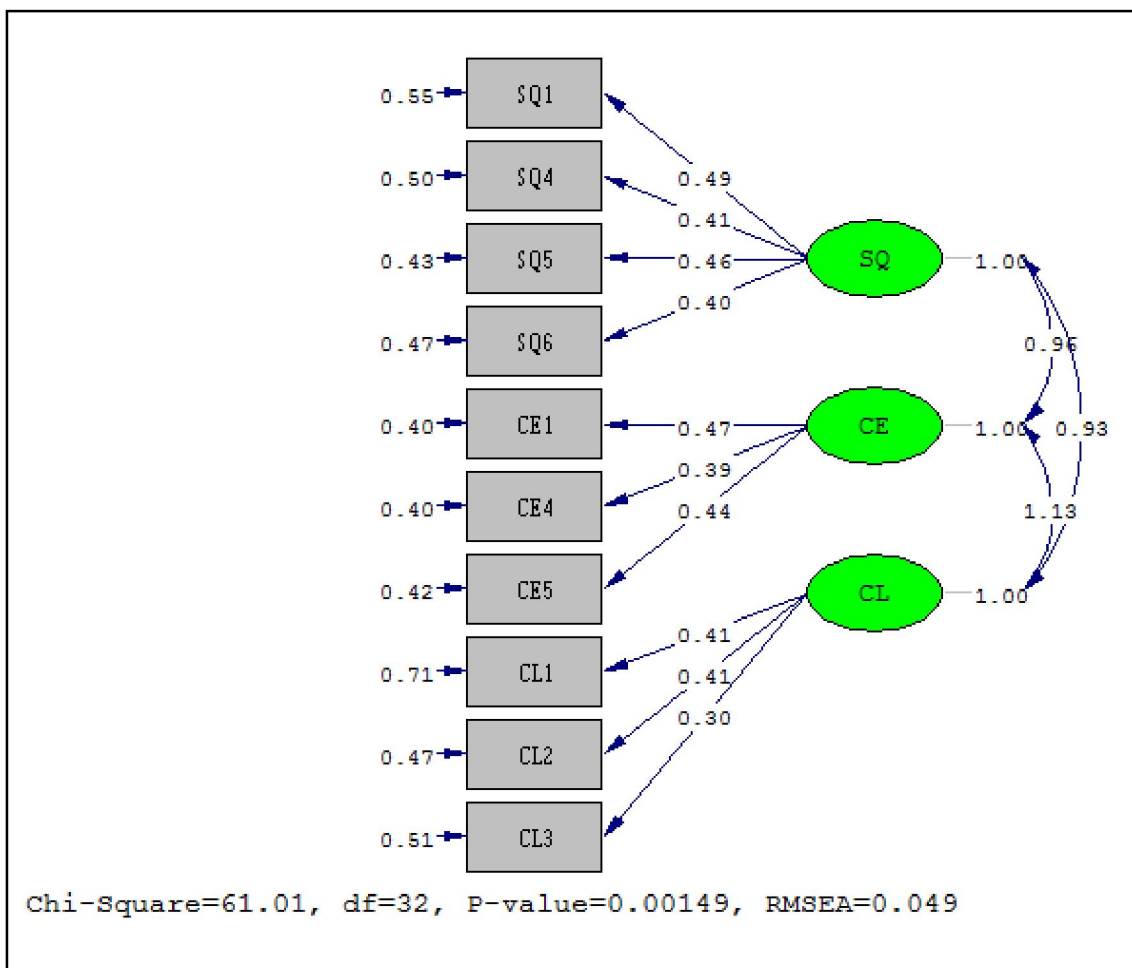 0.55 SQ1
0.49
0.50 SQ4
0.41
0.43 SQ5 0.46 SQ 1.00
0.40
0.47 SQ6 0.96
0.40 CE1 0.47 CE 1.00 0.93
0.39
0.40 CE4 0.44 1.13
0.42 CE5 CL 1.00
0.41
0.71 CL1 0.41
0.30
0.47 CL2
0.51 CL3
Chi-Square=61.01, df=32, P-value=0.00149, RMSEA=0.049